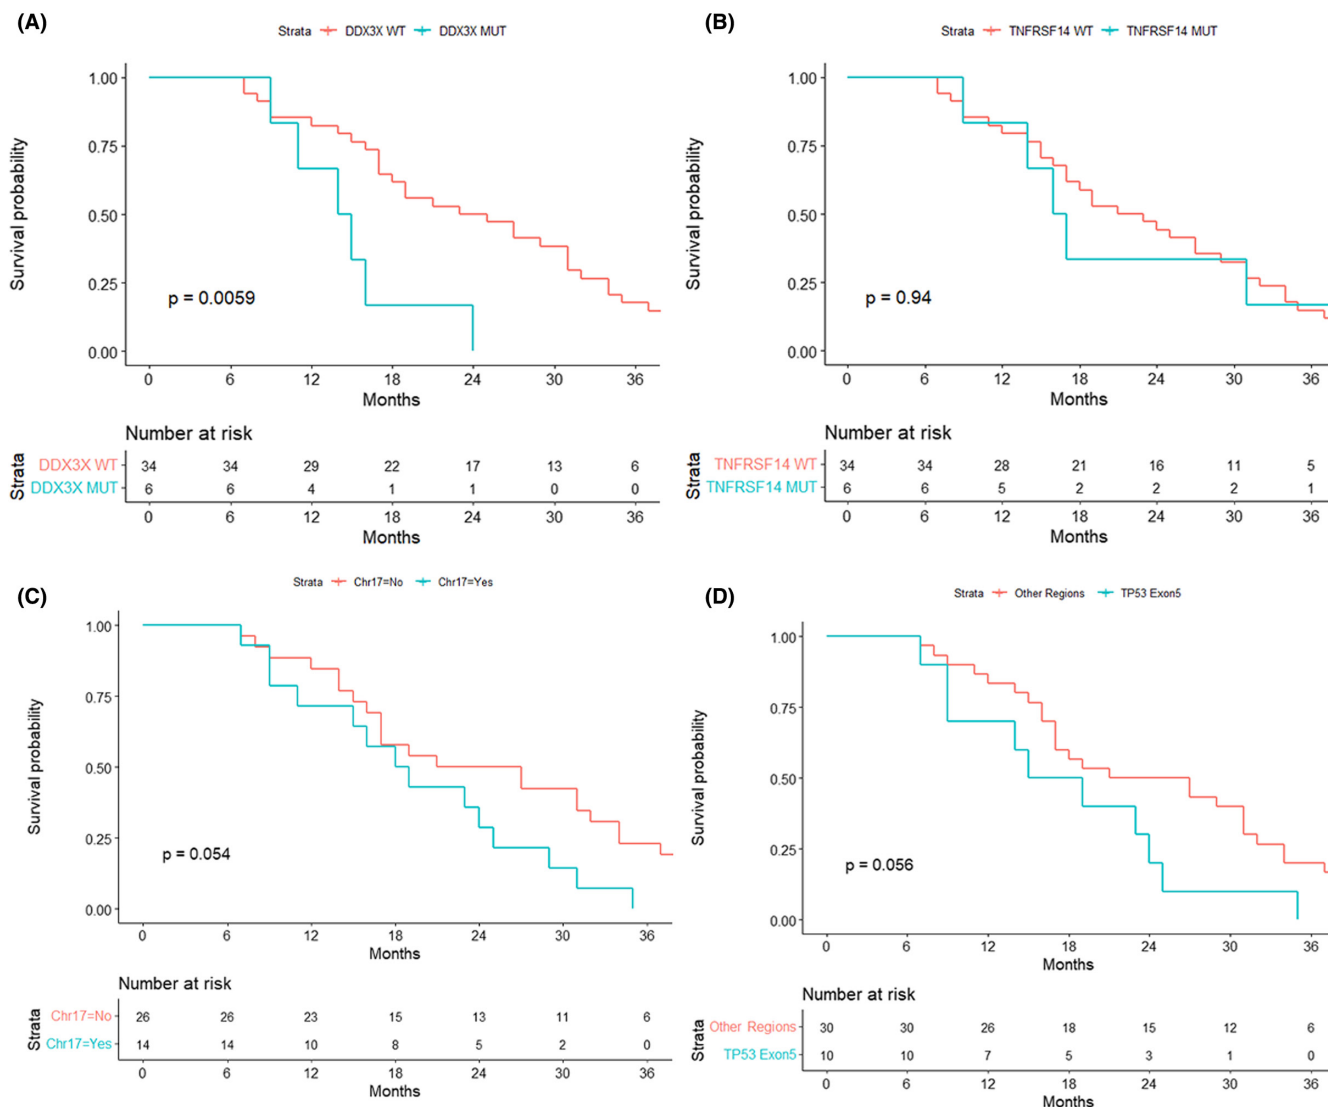 (A)
Strata DDX3X WT DDX3X MUT
Survival probability
1.00
0.75
0.50
0.25
0.00
p = 0.0059
0 6 12 18 24 30 36
Months
Number at risk
Strata
DDX3X WT 34 34 29 22 17 13 6
DDX3X MUT 6 6 4 1 1 0 0
0 6 12 18 24 30 36
Months
(B)
Strata TNFRSF14 WT TNFRSF14 MUT
Survival probability
1.00
0.75
0.50
0.25
0.00
p = 0.94
0 6 12 18 24 30 36
Months
Number at risk
Strata
TNFRSF14 WT 34 34 28 21 16 11 5
TNFRSF14 MUT 6 6 5 2 2 2 1
0 6 12 18 24 30 36
Months
(C)
Strata Chr17=No Chr17=Yes
Survival probability
1.00
0.75
0.50
0.25
0.00
p = 0.054
0 6 12 18 24 30 36
Months
Number at risk
Strata
Chr17=No 26 26 23 15 13 11 6
Chr17=Yes 14 14 10 8 5 2 0
0 6 12 18 24 30 36
Months
(D)
Strata Other Regions TP53 Exon5
Survival probability
1.00
0.75
0.50
0.25
0.00
p = 0.056
0 6 12 18 24 30 36
Months
Number at risk
Strata
Other Regions 30 30 26 18 15 12 6
TP53 Exon5 10 10 7 5 3 1 0
0 6 12 18 24 30 36
Months